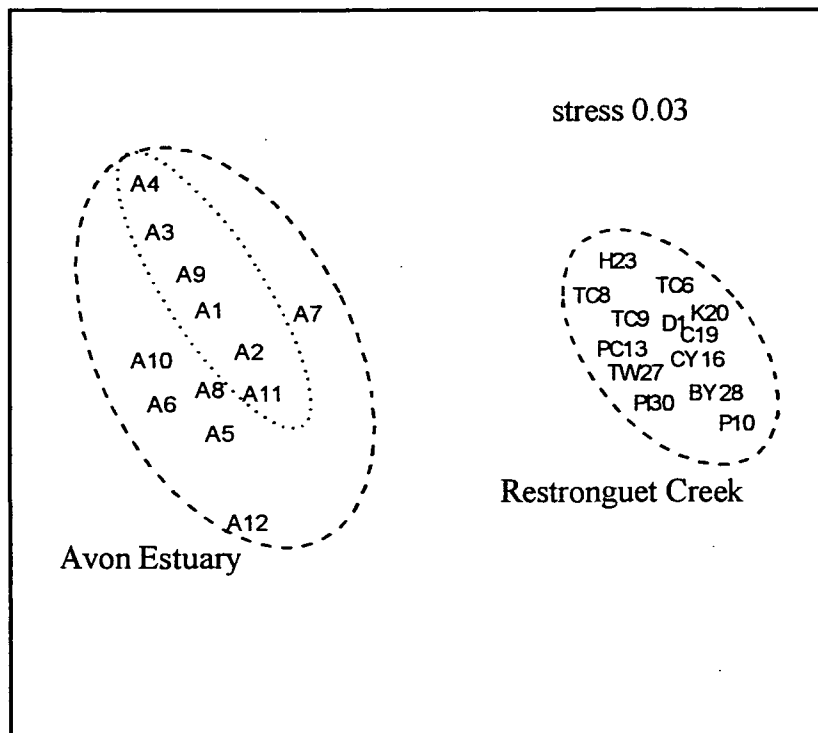 stress 0.03
A4
A3
A9
A1
A7
A2
A10
A8
A11
A6
A5
A12
Avon Estuary
H23
TC6
TC8
K20
TC9
D1
C19
PC13
CY16
TW27
BY28
PI30
P10
Restronguet Creek